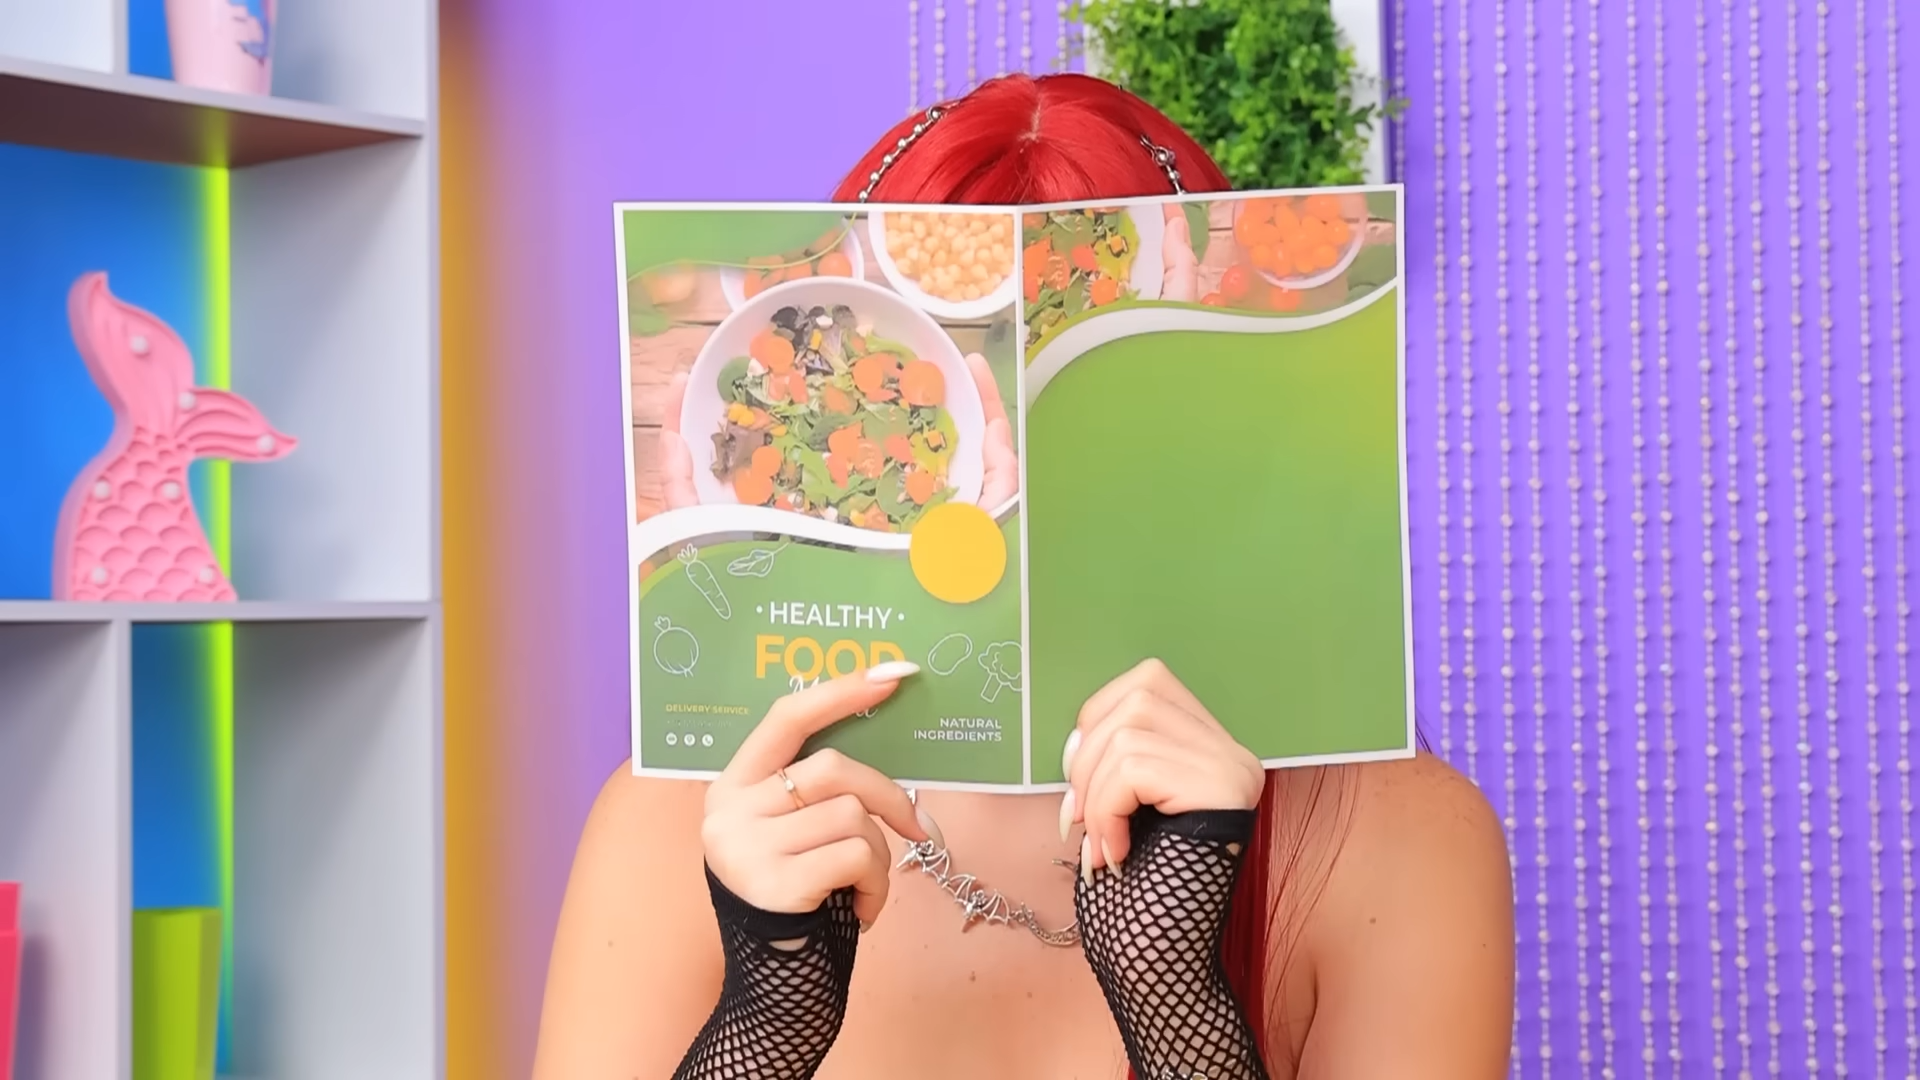 • HEALTHY •
FOOD
DELIVERY SERVICE
NATURAL
INGREDIENTS